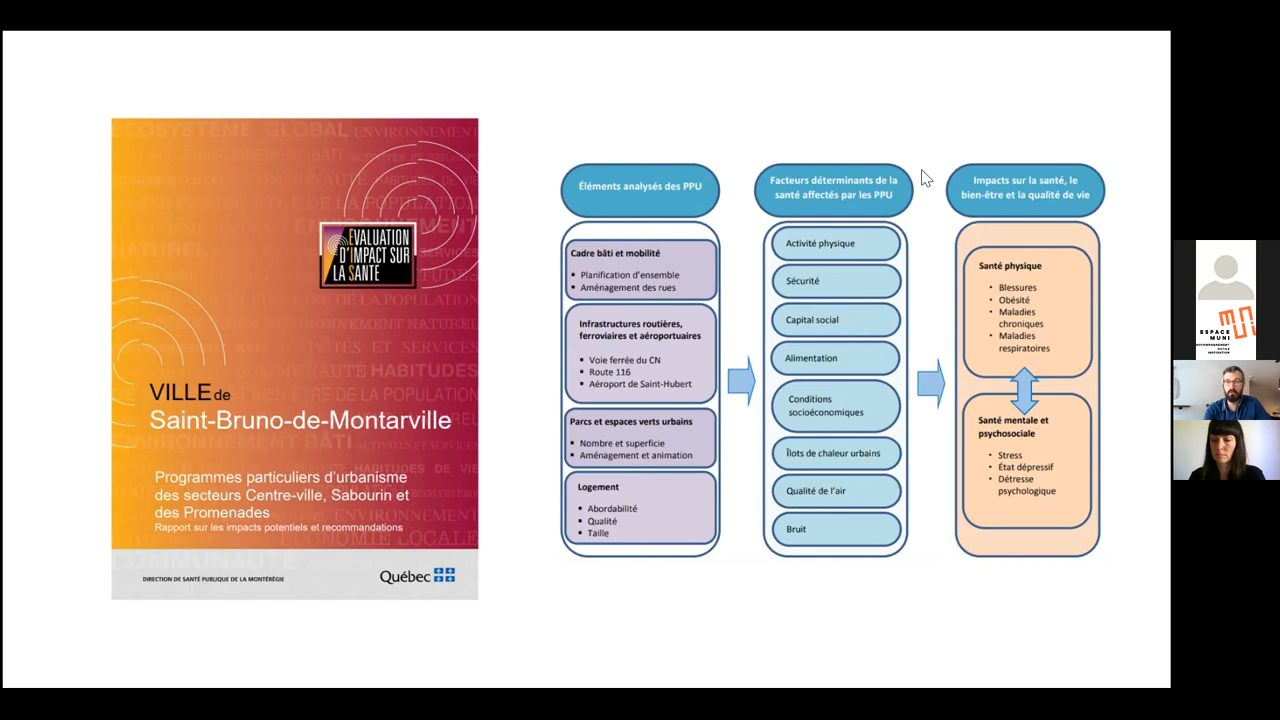 ÉCOSYSTÈME GLOBAL ENVIRONNEMENT
ÉVALUATION
D'IMPACT SUR
LA SANTÉ
VILLE de
Saint-Bruno-de-Montarville
Programmes particuliers d'urbanisme
des secteurs Centre-ville, Sabourin et
des Promenades
Rapport sur les impacts potentiels et recommandations
DIRECTION DE SANTÉ PUBLIQUE DE LA MONTÉRÉGIE
Québec
Éléments analysés des PPU
Cadre bâti et mobilité
▪ Planification d'ensemble
▪ Aménagement des rues
Infrastructures routières,
ferroviaires et aéroportuaires
▪ Voie ferrée du CN
▪ Route 116
▪ Aéroport de Saint-Hubert
Parcs et espaces verts urbains
▪ Nombre et superficie
▪ Aménagement et animation
Logement
▪ Abordabilité
▪ Qualité
▪ Taille
Facteurs déterminants de la
santé affectés par les PPU
Activité physique
Sécurité
Capital social
Alimentation
Conditions
socioéconomiques
Îlots de chaleur urbains
Qualité de l'air
Bruit
Impacts sur la santé, le
bien-être et la qualité de vie
Santé physique
• Blessures
• Obésité
• Maladies
chroniques
• Maladies
respiratoires
Santé mentale et
psychosociale
• Stress
• État dépressif
• Détresse
psychologique
ESPACE
MUNI
ACCOMPAGNEMENT
OUTILS
INSPIRATION